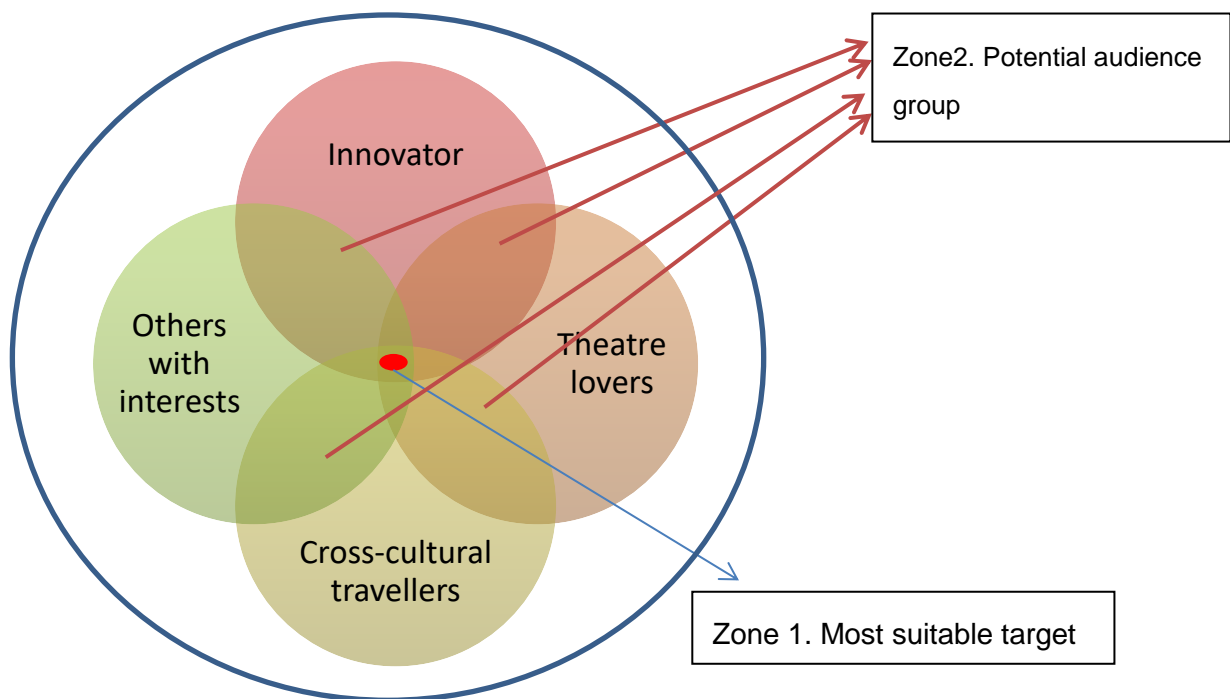 Zone2. Potential audience
group
Innovator
Others
with
interests
Theatre
lovers
Cross-cultural
travellers
Zone 1. Most suitable target